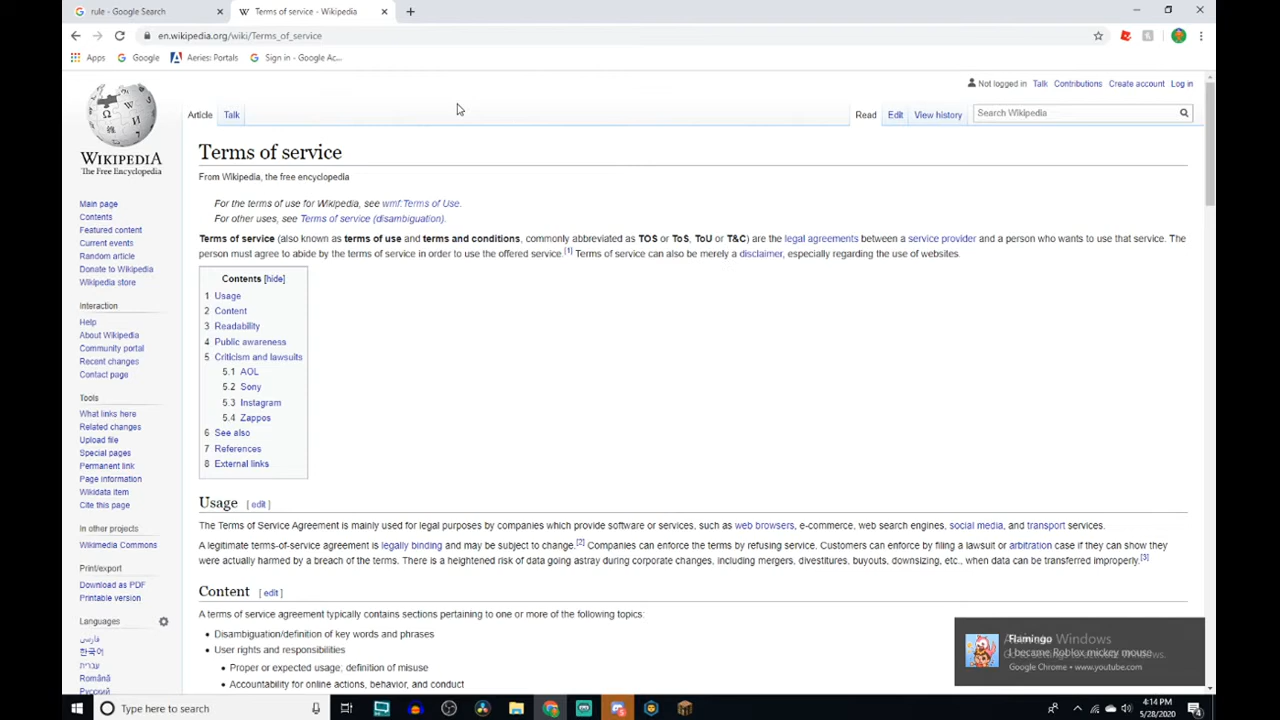 rule - Google Search
Terms of service - Wikipedia
en.wikipedia.org/wiki/Terms_of_service
Apps
Google
Aeries: Portals
Sign in - Google Ac...
Not logged in Talk Contributions Create account Log in
Article Talk
Read Edit View history
Search Wikipedia
WIKIPEDIA
The Free Encyclopedia
Main page
Contents
Featured content
Current events
Random article
Donate to Wikipedia
Wikipedia store
Interaction
Help
About Wikipedia
Community portal
Recent changes
Contact page
Tools
What links here
Related changes
Upload file
Special pages
Permanent link
Page information
Wikidata item
Cite this page
In other projects
Wikimedia Commons
Print/export
Download as PDF
Printable version
Languages
فارسی
한국어
עברית
Română
Русский
Terms of service
From Wikipedia, the free encyclopedia
For the terms of use for Wikipedia, see wmf:Terms of Use.
For other uses, see Terms of service (disambiguation).
Terms of service (also known as terms of use and terms and conditions, commonly abbreviated as TOS or ToS, ToU or T&C) are the legal agreements between a service provider and a person who wants to use that service. The
person must agree to abide by the terms of service in order to use the offered service.[1] Terms of service can also be merely a disclaimer, especially regarding the use of websites.
Contents [hide]
1 Usage
2 Content
3 Readability
4 Public awareness
5 Criticism and lawsuits
5.1 AOL
5.2 Sony
5.3 Instagram
5.4 Zappos
6 See also
7 References
8 External links
Usage [ edit ]
The Terms of Service Agreement is mainly used for legal purposes by companies which provide software or services, such as web browsers, e-commerce, web search engines, social media, and transport services.
A legitimate terms-of-service agreement is legally binding and may be subject to change.[2] Companies can enforce the terms by refusing service. Customers can enforce by filing a lawsuit or arbitration case if they can show they
were actually harmed by a breach of the terms. There is a heightened risk of data going astray during corporate changes, including mergers, divestitures, buyouts, downsizing, etc., when data can be transferred improperly.[3]
Content [ edit ]
A terms of service agreement typically contains sections pertaining to one or more of the following topics:
• Disambiguation/definition of key words and phrases
• User rights and responsibilities
• Proper or expected usage; definition of misuse
• Accountability for online actions, behavior, and conduct
Flamingo
Windows
I became Roblox mickey mouse
Google Chrome • www.youtube.com
Type here to search
4:14 PM
5/28/2020
4